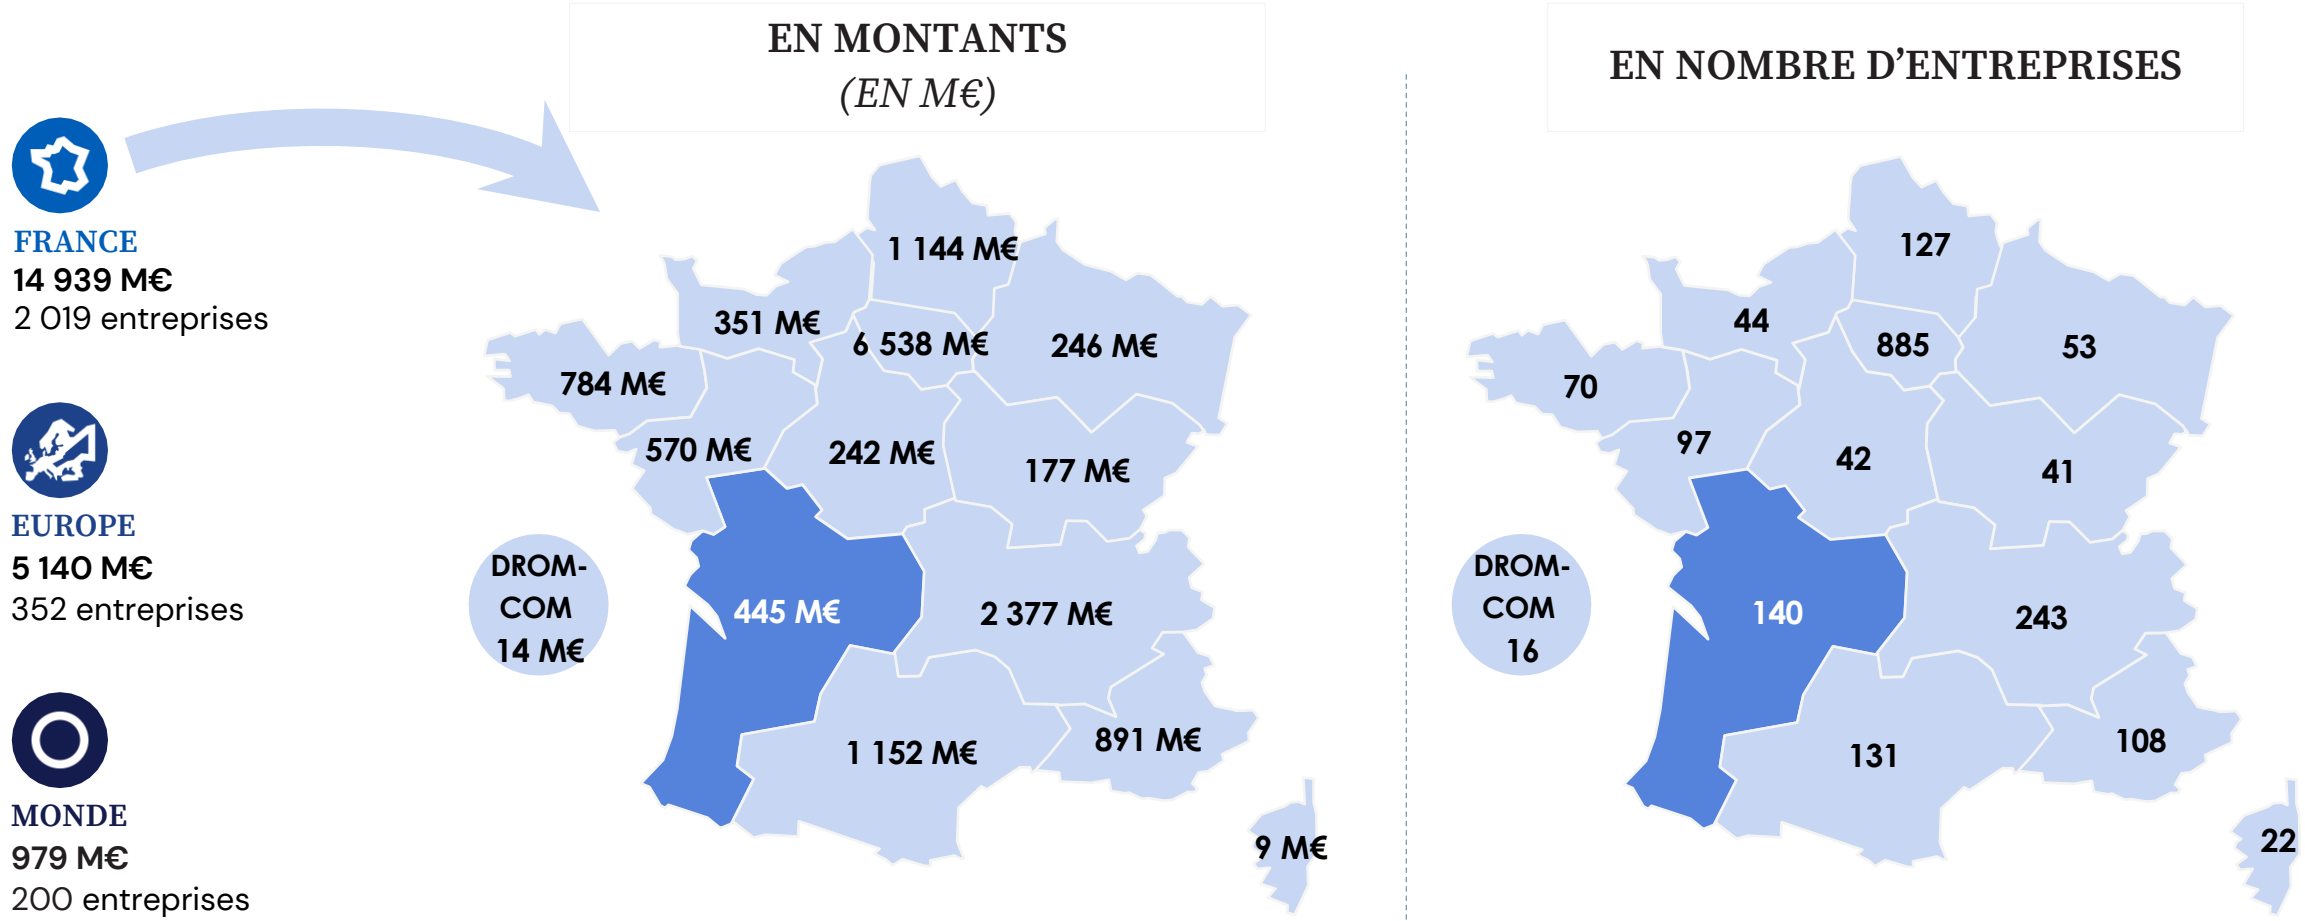 EN MONTANTS
(EN M€)
EN NOMBRE D’ENTREPRISES
FRANCE
14 939 M€
2 019 entreprises
EUROPE
5 140 M€
352 entreprises
MONDE
979 M€
200 entreprises
1 144 M€
351 M€
6 538 M€
246 M€
784 M€
570 M€
242 M€
177 M€
DROM-
COM
14 M€
445 M€
2 377 M€
1 152 M€
891 M€
9 M€
127
44
885
53
70
97
42
41
DROM-
COM
16
140
243
131
108
22